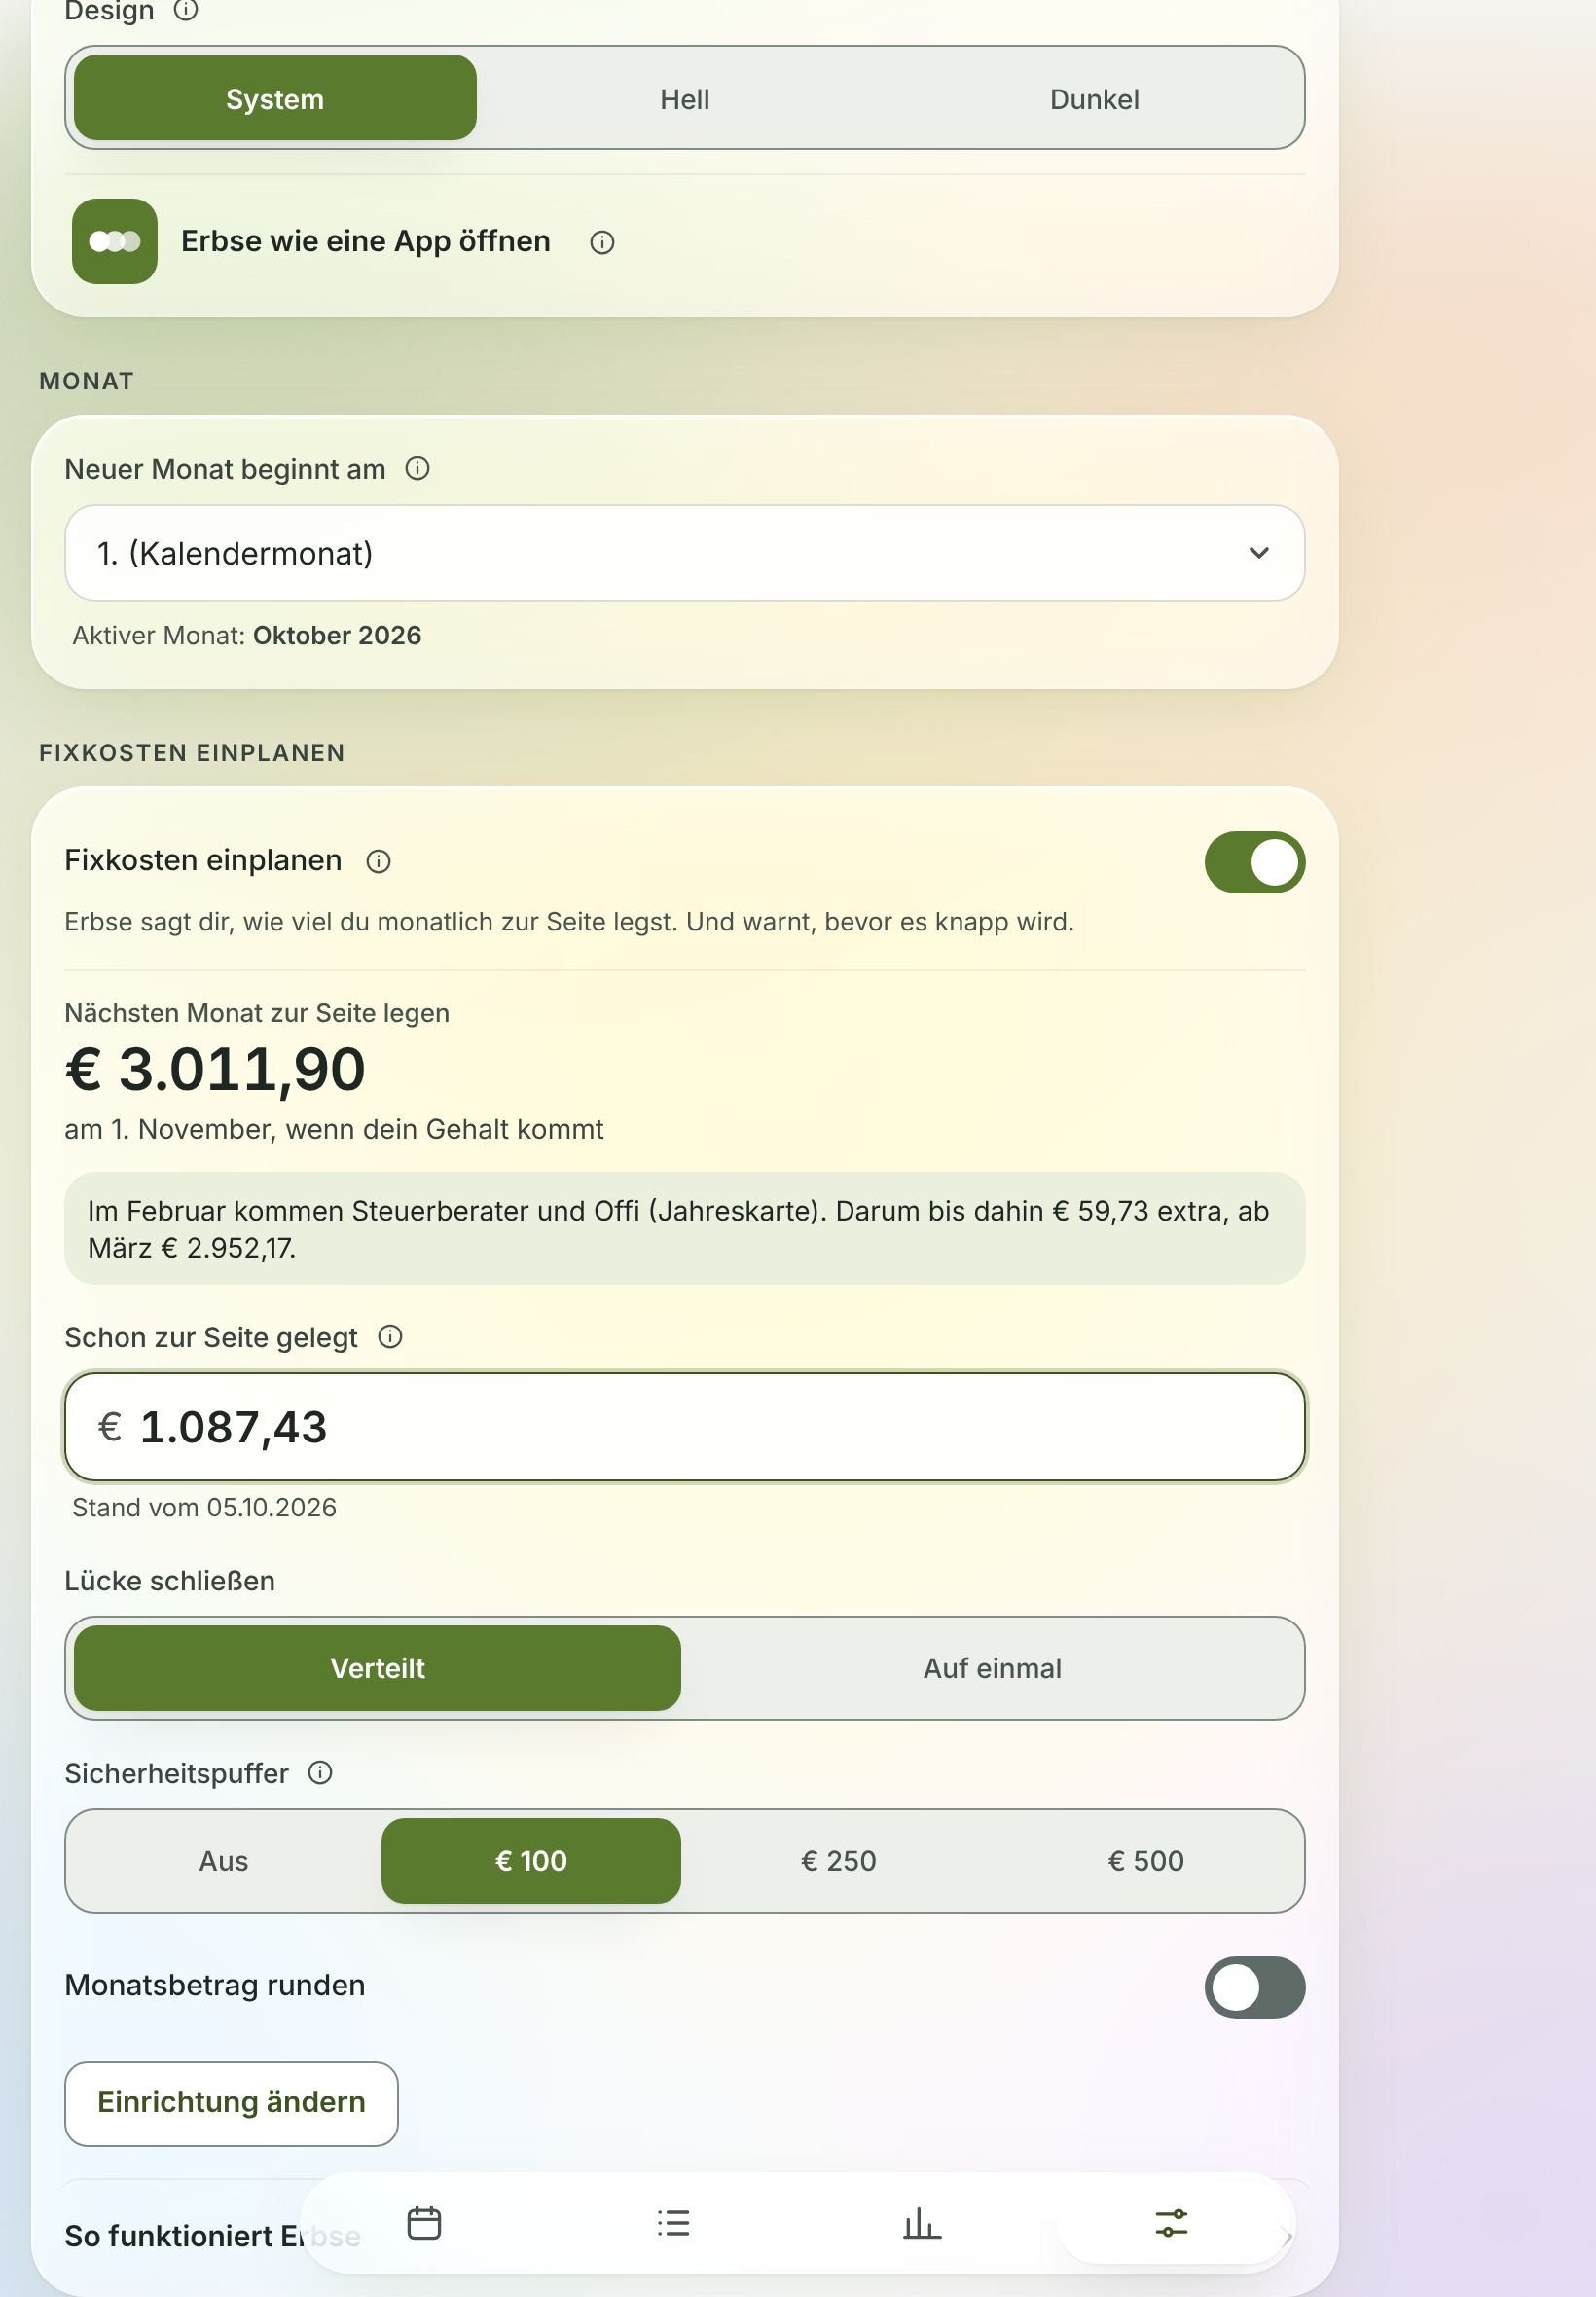 Design
System
Hell
Dunkel
Erbse wie eine App öffnen
MONAT
Neuer Monat beginnt am
1. (Kalendermonat)
Aktiver Monat: Oktober 2026
FIXKOSTEN EINPLANEN
Fixkosten einplanen
Erbse sagt dir, wie viel du monatlich zur Seite legst. Und warnt, bevor es knapp wird.
Nächsten Monat zur Seite legen
€ 3.011,90
am 1. November, wenn dein Gehalt kommt
Im Februar kommen Steuerberater und Offi (Jahreskarte). Darum bis dahin € 59,73 extra, ab
März € 2.952,17.
Schon zur Seite gelegt
€ 1.087,43
Stand vom 05.10.2026
Lücke schließen
Verteilt
Auf einmal
Sicherheitspuffer
Aus
€ 100
€ 250
€ 500
Monatsbetrag runden
Einrichtung ändern
So funktioniert Erbse